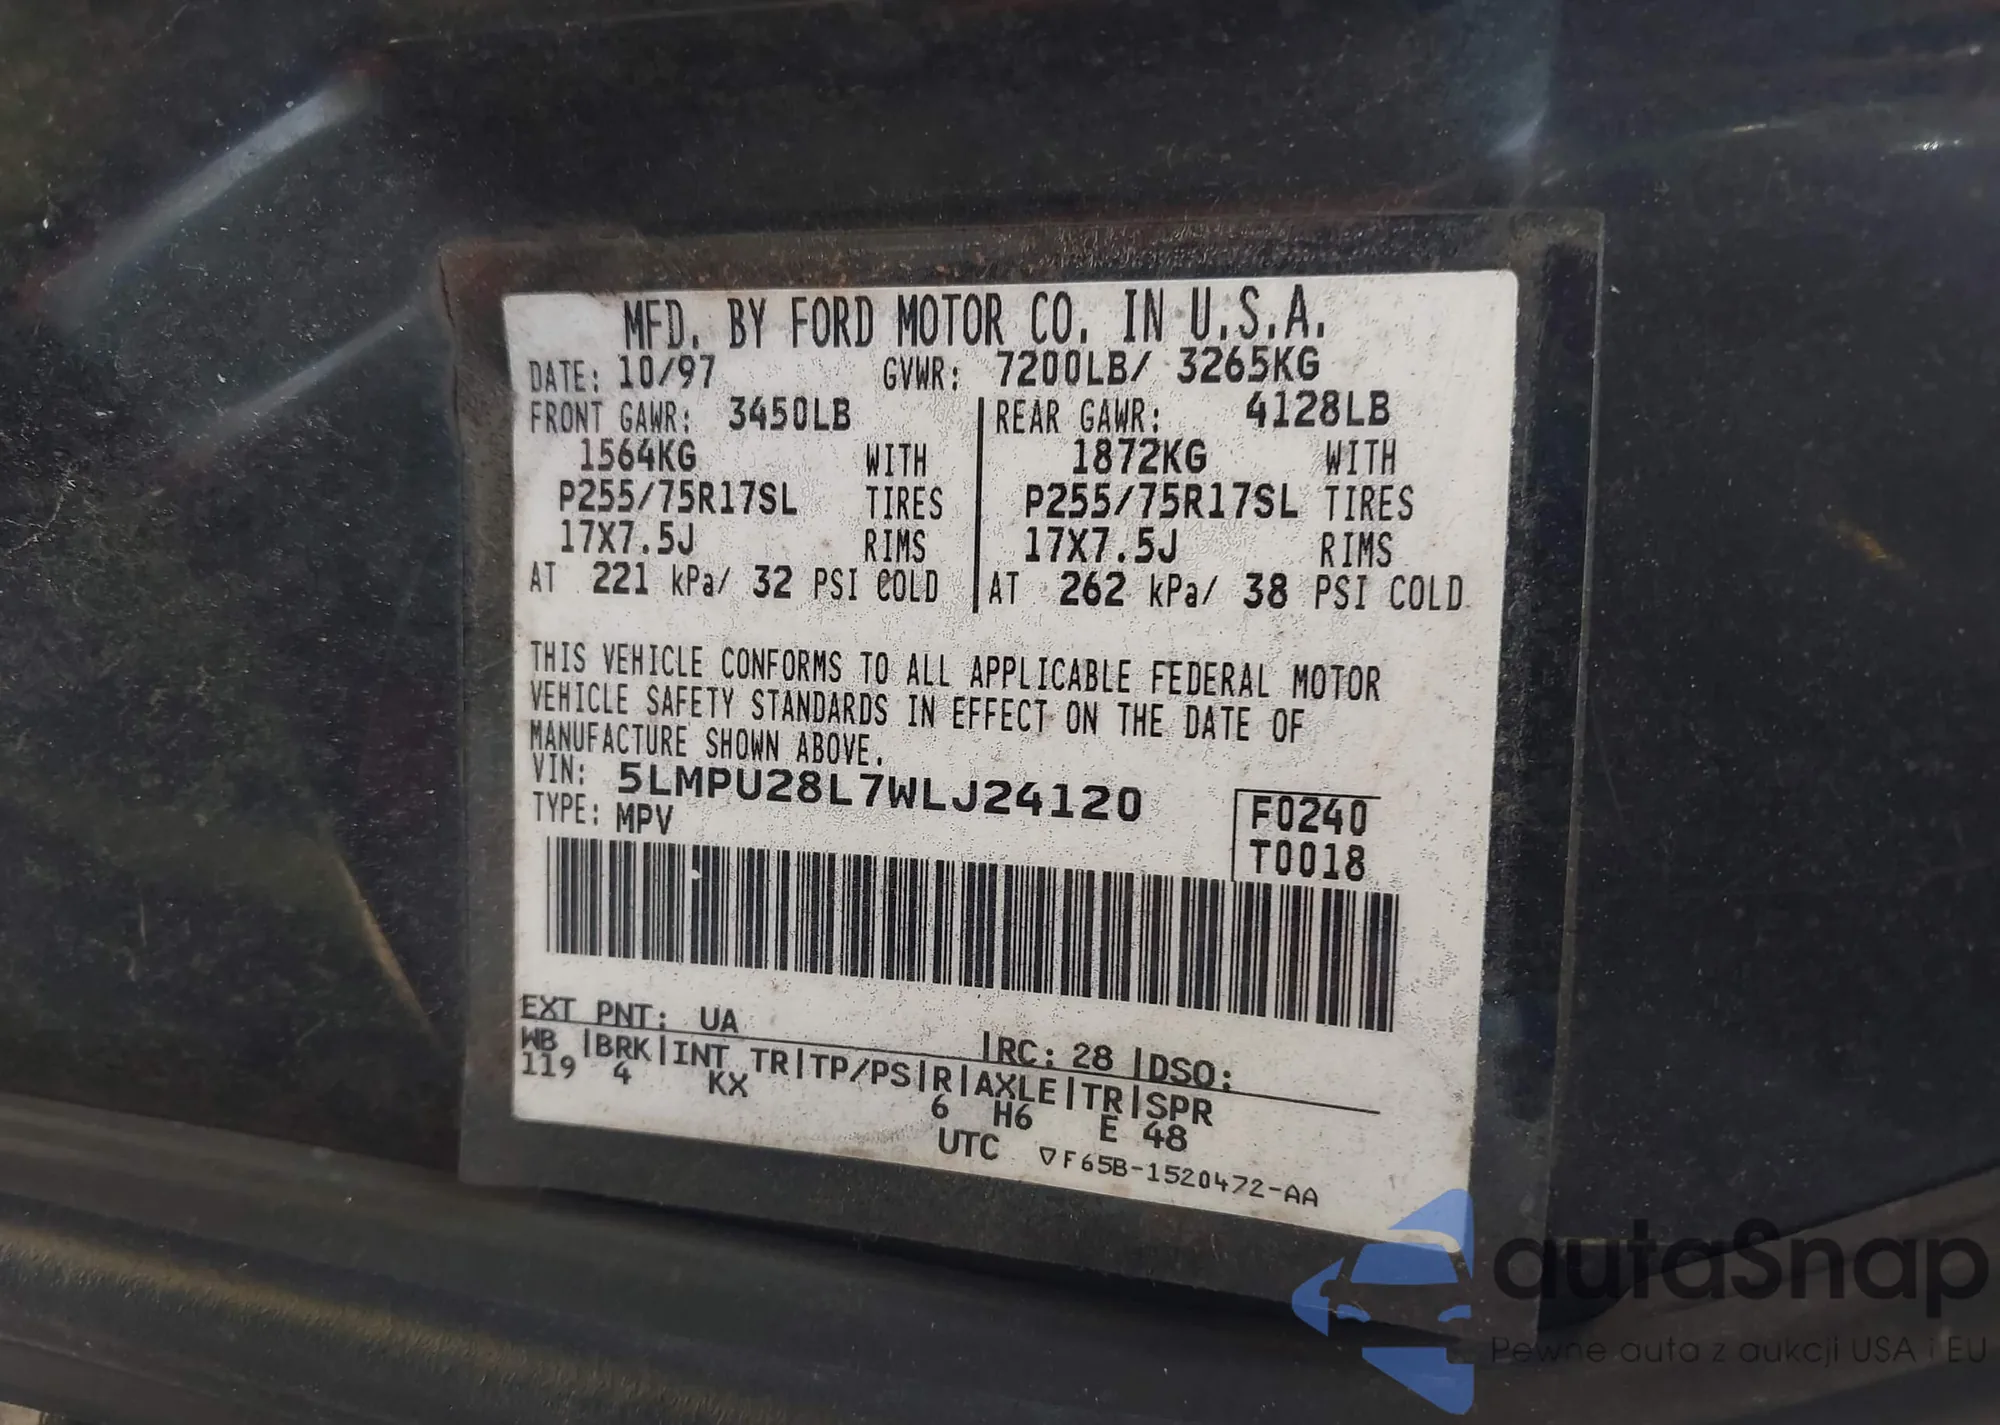 MFD. BY FORD MOTOR CO. IN U.S.A.
DATE: 10/97 GVWR: 7200LB/ 3265KG
FRONT GAWR: 3450LB REAR GAWR: 4128LB
1564KG WITH 1872KG WITH
P255/75R17SL TIRES P255/75R17SL TIRES
17X7.5J RIMS 17X7.5J RIMS
AT 221 kPa/ 32 PSI COLD AT 262 kPa/ 38 PSI COLD
THIS VEHICLE CONFORMS TO ALL APPLICABLE FEDERAL MOTOR
VEHICLE SAFETY STANDARDS IN EFFECT ON THE DATE OF
MANUFACTURE SHOWN ABOVE.
VIN: 5LMPU28L7WLJ24120
TYPE: MPV
F0240
T0018
EXT PNT: UA RC: 28 DSO:
WB |BRK|INT TR|TP/PS|R|AXLE|TR|SPR
119 4 KX 6 H6 E 48
UTC ▽F65B-1520472-AA
autaSnap
Pewne auta z aukcji USA i EU